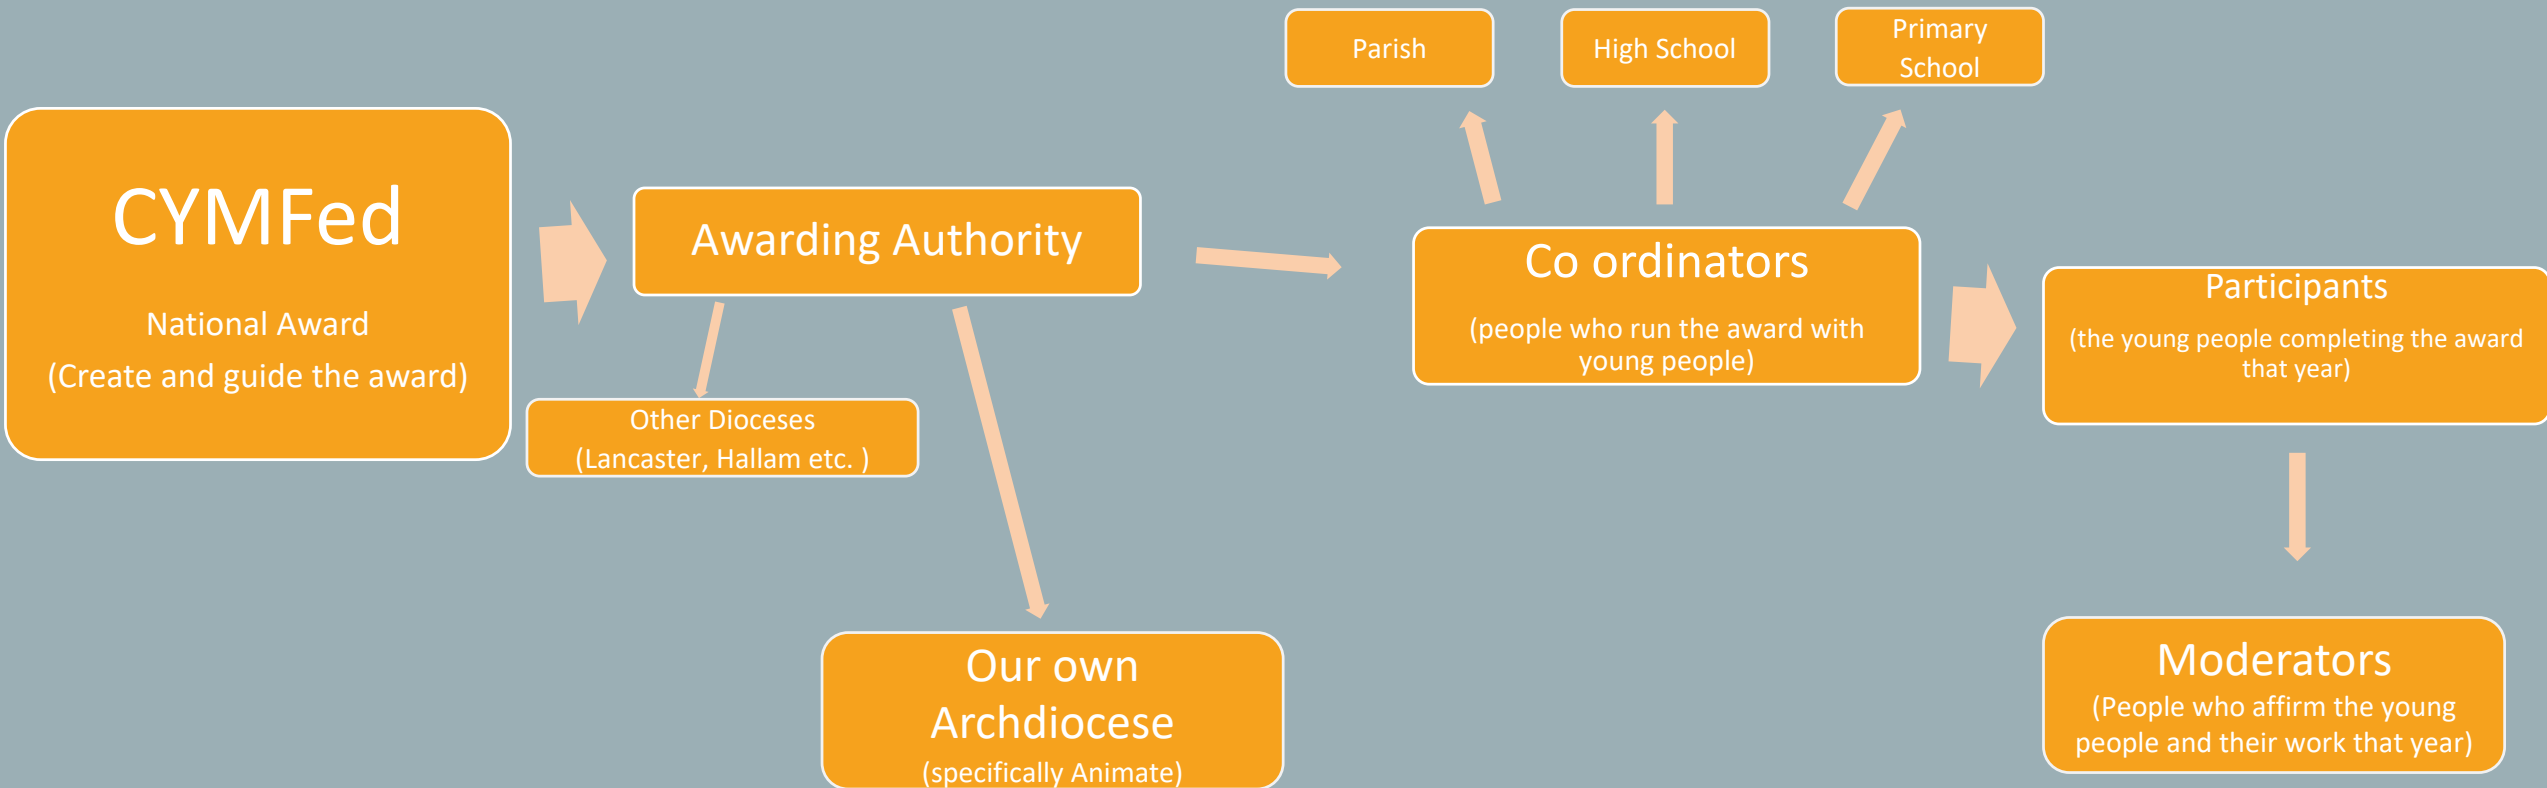 CYMFed
National Award
(Create and guide the award)
Awarding Authority
Other Dioceses
(Lancaster, Hallam etc. )
Our own
Archdiocese
(specifically Animate)
Parish
High School
Primary
School
Co ordinators
(people who run the award with
young people)
Participants
(the young people completing the award
that year)
Moderators
(People who affirm the young
people and their work that year)